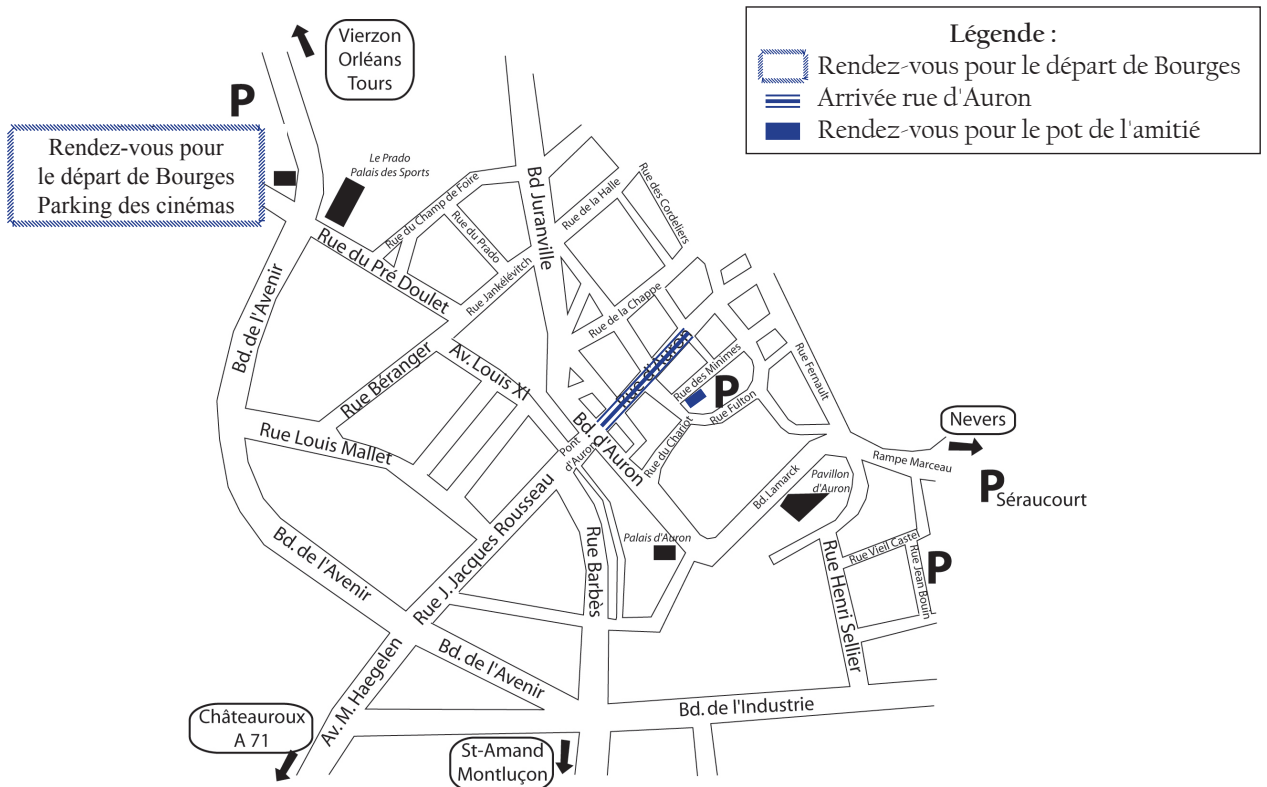 Vierzon
Orléans
Tours
Légende :
Rendez-vous pour le départ de Bourges
Arrivée rue d'Auron
Rendez-vous pour le pot de l'amitié
P
Rendez-vous pour
le départ de Bourges
Parking des cinémas
Le Prado
Palais des Sports
Rue du Champ de Foire
Rue du Prado
Bd Juranville
Rue de la Halle
Rue des Cordeliers
Rue du Pré Doulet
Rue Jankélévitch
Bd. de l'Avenir
Rue de la Chappe
Rue d'Auron
Rue des Minimes
P
Rue Fernault
Rue Fulton
Rue Béranger
Av. Louis XI
Rue Louis Mallet
Pont
d'Auron
Bd. d'Auron
Rue du Chariot
Nevers
Rampe Marceau
P Séraucourt
Bd. Lamarck
Pavillon
d'Auron
Rue J. Jacques Rousseau
Palais d'Auron
Rue Barbès
Rue Vieil Castel
Rue Jean Bouin
P
Rue Henri Sellier
Bd. de l'Avenir
Bd. de l'Avenir
Av. M. Haegelen
Bd. de l'Industrie
Châteauroux
A 71
St-Amand
Montluçon